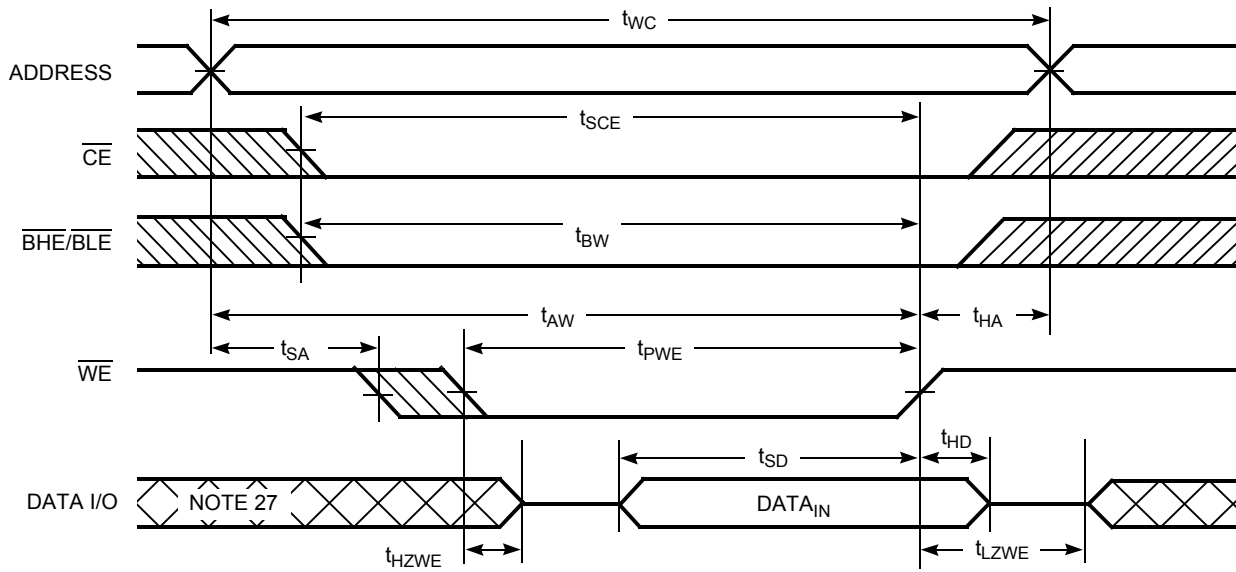 tWC
ADDRESS
tSCE
CE
BHE/BLE
tBW
tAW
tHA
tSA
tPWE
WE
tHD
tSD
DATA I/O
NOTE 27
DATAIN
tHZWE
tLZWE